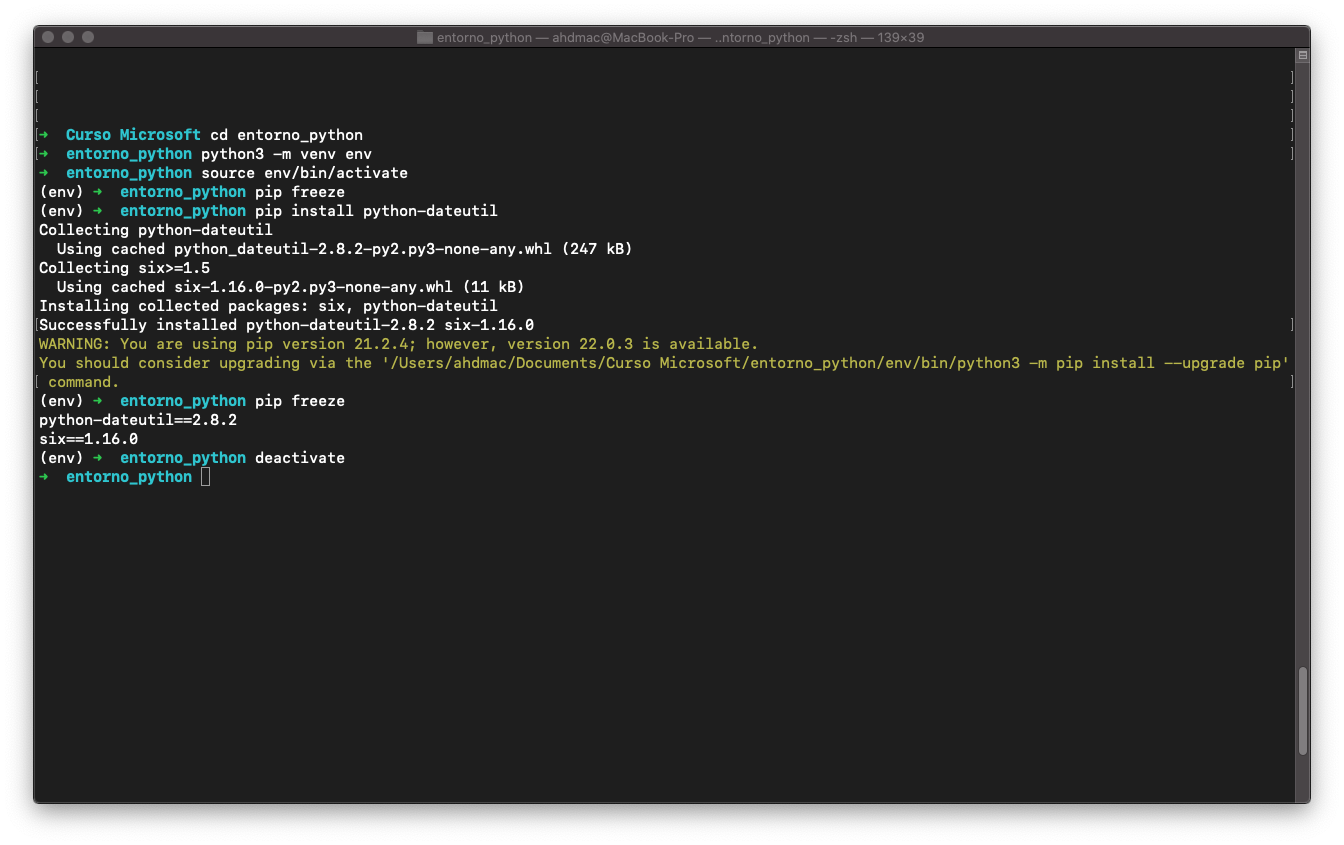 entorno_python — ahdmac@MacBook-Pro — ..ntorno_python — -zsh — 139×39
[ ]
[ ]
[ ]
[➜  Curso Microsoft cd entorno_python ]
[➜  entorno_python python3 -m venv env ]
➜  entorno_python source env/bin/activate
(env) ➜  entorno_python pip freeze
(env) ➜  entorno_python pip install python-dateutil
Collecting python-dateutil
  Using cached python_dateutil-2.8.2-py2.py3-none-any.whl (247 kB)
Collecting six>=1.5
  Using cached six-1.16.0-py2.py3-none-any.whl (11 kB)
Installing collected packages: six, python-dateutil
[Successfully installed python-dateutil-2.8.2 six-1.16.0 ]
WARNING: You are using pip version 21.2.4; however, version 22.0.3 is available.
You should consider upgrading via the '/Users/ahdmac/Documents/Curso Microsoft/entorno_python/env/bin/python3 -m pip install --upgrade pip'
[ command. ]
(env) ➜  entorno_python pip freeze
python-dateutil==2.8.2
six==1.16.0
(env) ➜  entorno_python deactivate
➜  entorno_python